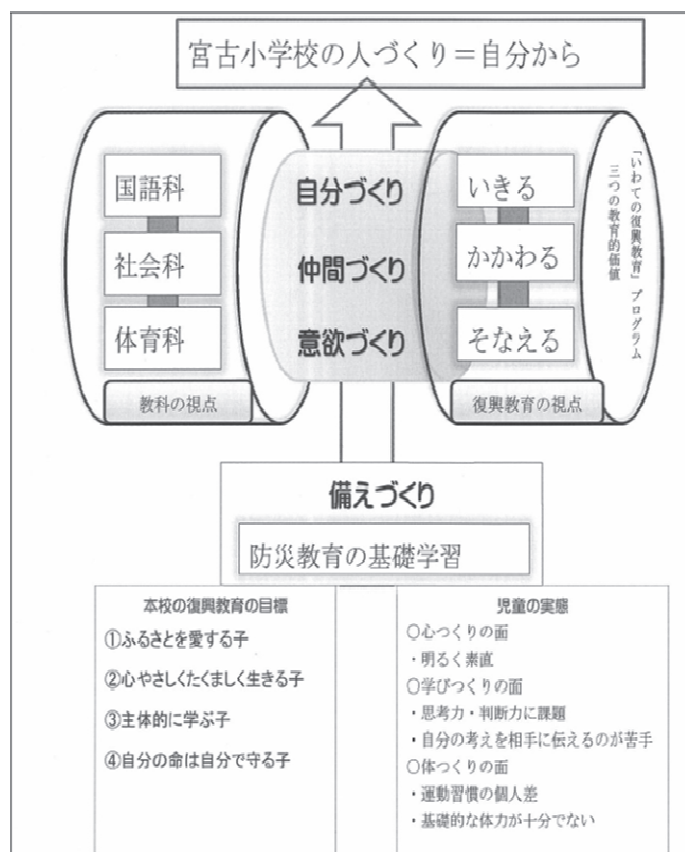 宮古小学校の人づくり＝自分から
国語科
社会科
体育科
教科の視点
自分づくり
仲間づくり
意欲づくり
いきる
かかわる
そなえる
復興教育の視点
「いわての復興教育」プログラム
三つの教育的価値
備えづくり
防災教育の基礎学習
本校の復興教育の目標
①ふるさとを愛する子
②心やさしくたくましく生きる子
③主体的に学ぶ子
④自分の命は自分で守る子
児童の実態
○心つくりの面
・明るく素直
○学びつくりの面
・思考力・判断力に課題
・自分の考えを相手に伝えるのが苦手
○体つくりの面
・運動習慣の個人差
・基礎的な体力が十分でない